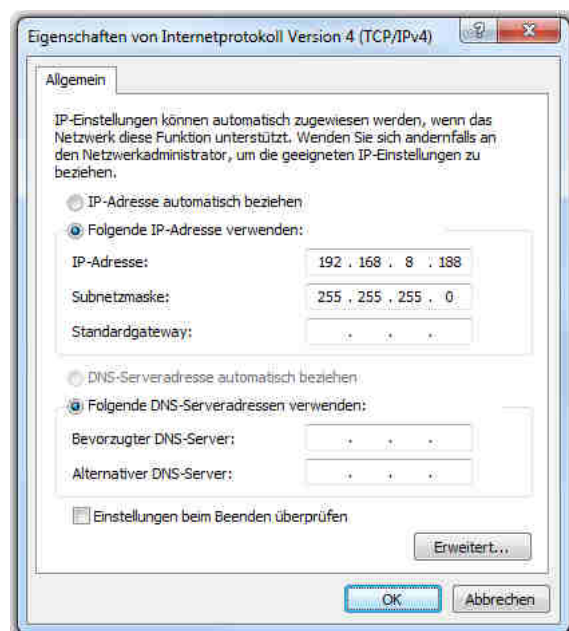 Eigenschaften von Internetprotokoll Version 4 (TCP/IPv4)
Allgemein
IP-Einstellungen können automatisch zugewiesen werden, wenn das
Netzwerk diese Funktion unterstützt. Wenden Sie sich andernfalls an
den Netzwerkadministrator, um die geeigneten IP-Einstellungen zu
beziehen.
IP-Adresse automatisch beziehen
Folgende IP-Adresse verwenden:
IP-Adresse: 192 . 168 . 8 . 188
Subnetzmaske: 255 . 255 . 255 . 0
Standardgateway: . . .
DNS-Serveradresse automatisch beziehen
Folgende DNS-Serveradressen verwenden:
Bevorzugter DNS-Server: . . .
Alternativer DNS-Server: . . .
Einstellungen beim Beenden überprüfen
Erweitert...
OK Abbrechen